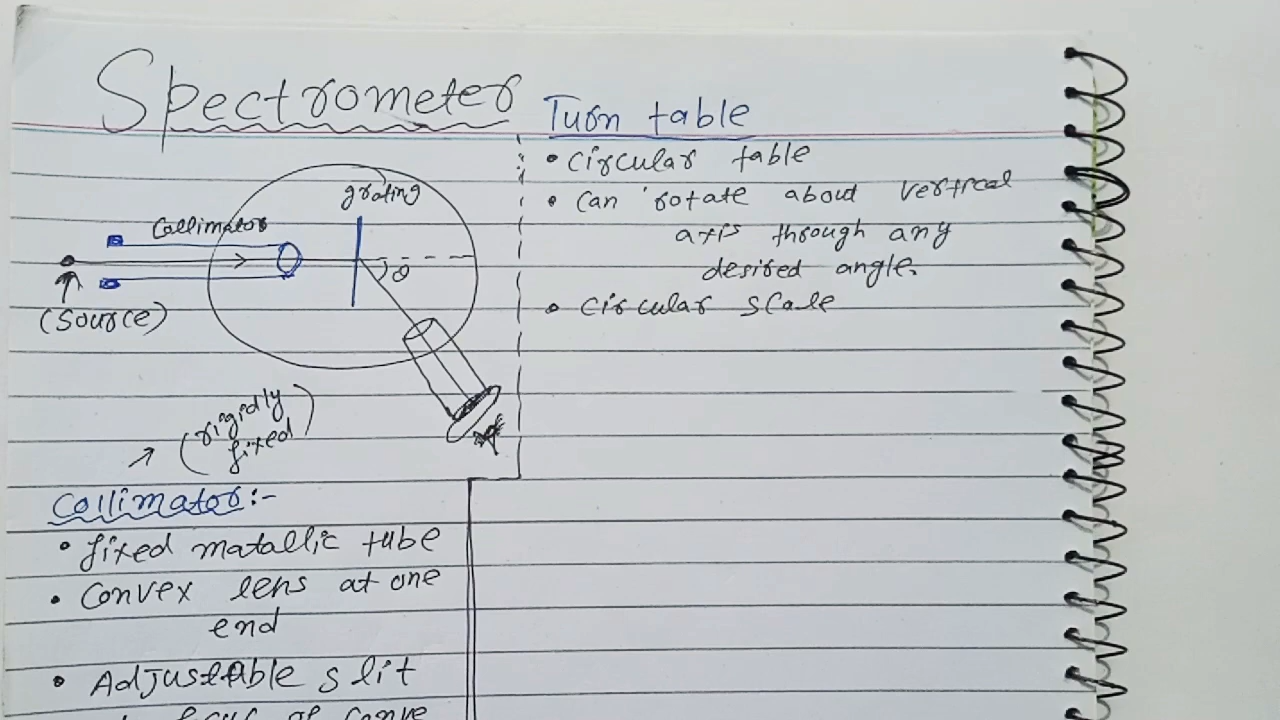 Spectrometer
grating
Collimator
θ
(Source)
(rigidly
fixed)
Collimator:-
• fixed matallic tube
• Convex lens at one
end
• Adjustable slit
Turn table
• circular table
• can rotate about vertical
axis through any
desired angle.
• circular scale